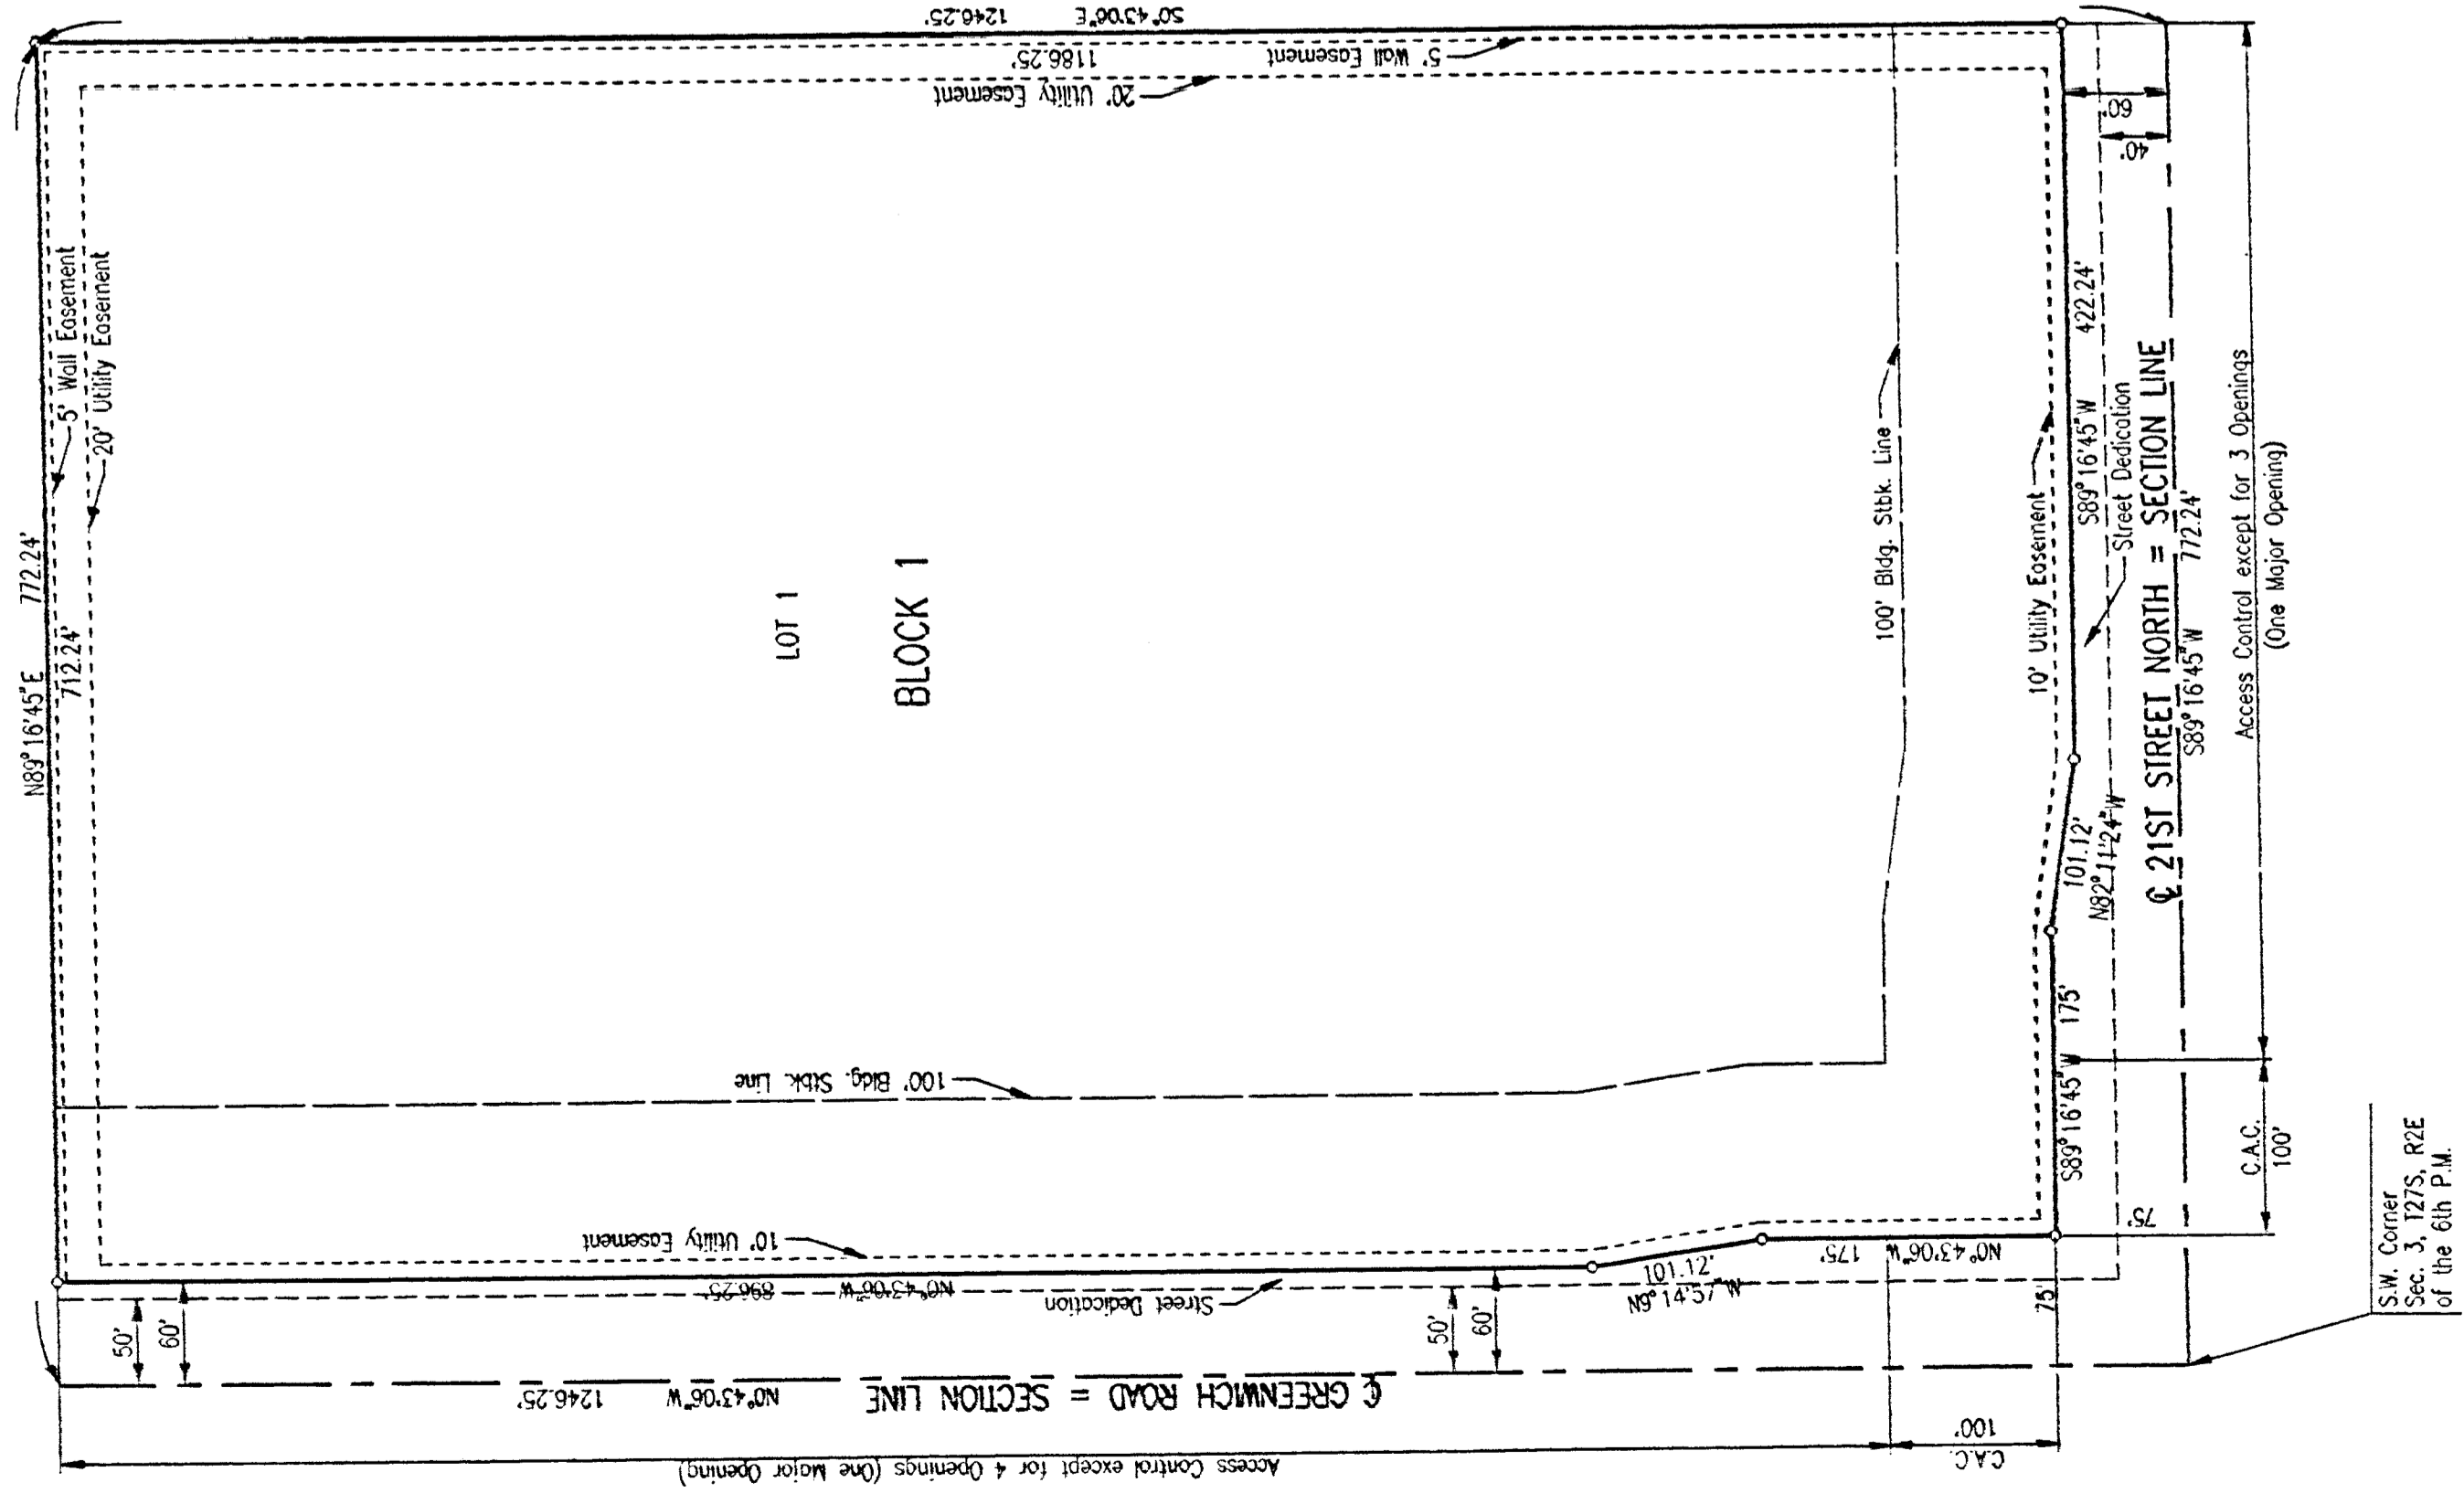 S0°43'06"E 1246.25'
1186.25'
5' Wall Easement
20' Utility Easement
N89°16'45"E 772.24'
712.24'
5' Wall Easement
20' Utility Easement
LOT 1
BLOCK 1
100' Bldg. Stbk. Line
100' Bldg. Stbk. Line
10' Utility Easement
10' Utility Easement
60'
40'
S89°16'45"W 422.24'
Street Dedication
101.12'
N82°11'24"W
S89°16'45"W 175'
℄ 21ST STREET NORTH = SECTION LINE
S89°16'45"W 772.24'
Access Control except for 3 Openings
(One Major Opening)
C.A.C.
100'
75'
75'
N0°43'06"W 175'
101.12'
N9°14'57"W
N0°43'06"W 896.25'
Street Dedication
50'
60'
50'
60'
℄ GREENWICH ROAD = SECTION LINE
N0°43'06"W 1246.25'
Access Control except for 4 Openings (One Major Opening)
C.A.C.
100'
S.W. Corner
Sec. 3, T27S, R2E
of the 6th P.M.